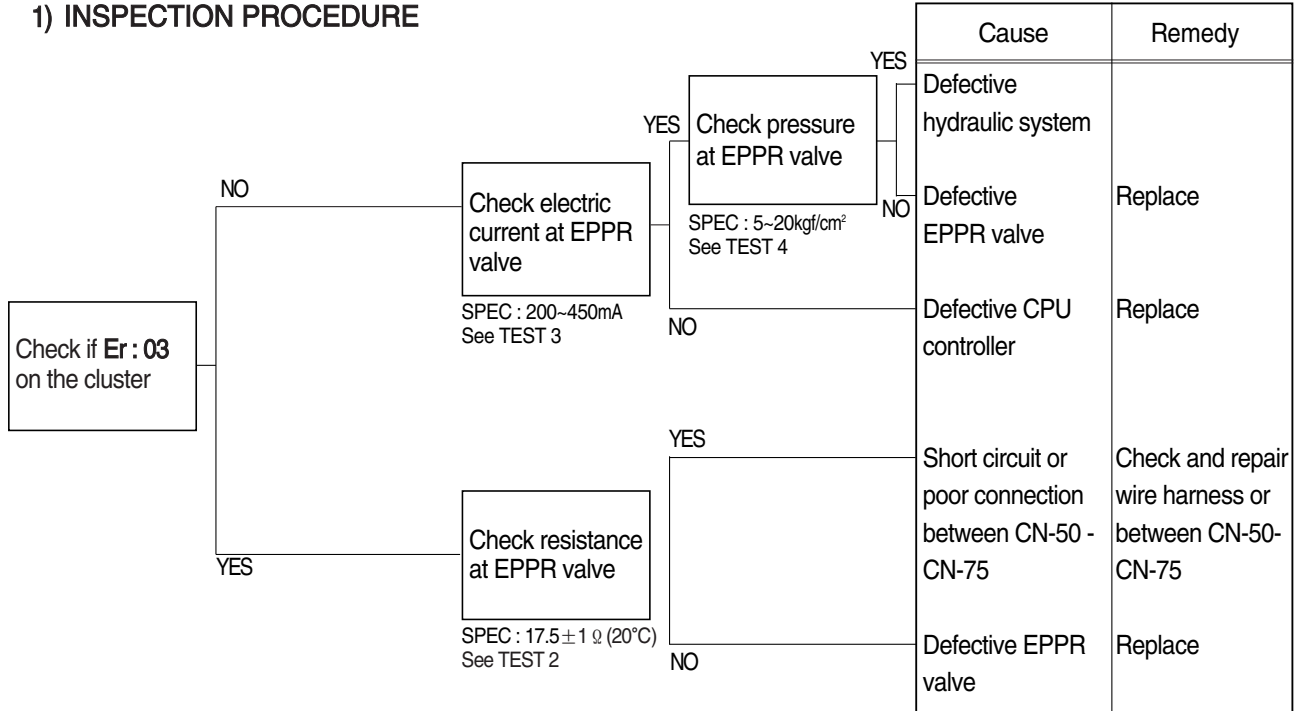 1) INSPECTION PROCEDURE
Cause
Remedy
YES
Defective
hydraulic system
YES
Check pressure
at EPPR valve
NO
Check electric
current at EPPR
valve
NO
Defective
EPPR valve
Replace
SPEC : 5~20kgf/cm²
See TEST 4
SPEC : 200~450mA
See TEST 3
NO
Defective CPU
controller
Replace
Check if Er : 03
on the cluster
YES
Short circuit or
poor connection
between CN-50 -
CN-75
Check and repair
wire harness or
between CN-50-
CN-75
YES
Check resistance
at EPPR valve
SPEC : 17.5±1 Ω (20°C)
See TEST 2
NO
Defective EPPR
valve
Replace